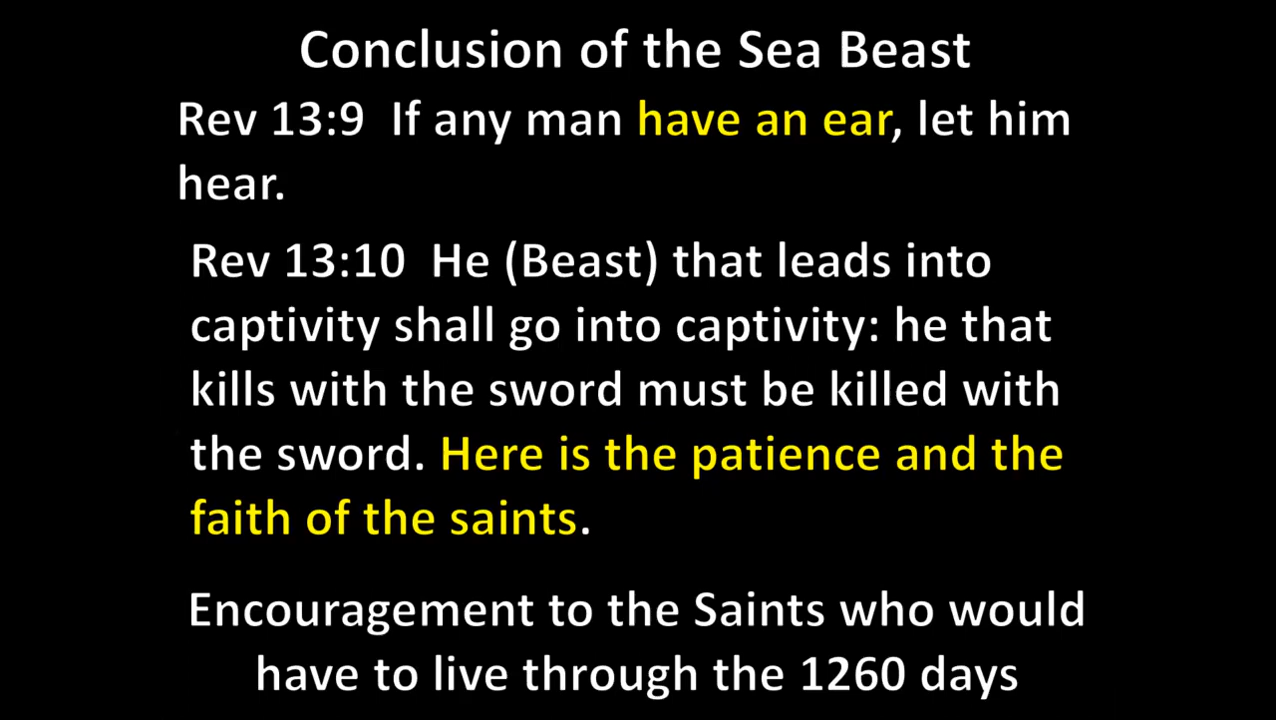 Conclusion of the Sea Beast
Rev 13:9  If any man have an ear, let him
hear.
Rev 13:10  He (Beast) that leads into
captivity shall go into captivity: he that
kills with the sword must be killed with
the sword. Here is the patience and the
faith of the saints.
Encouragement to the Saints who would
have to live through the 1260 days